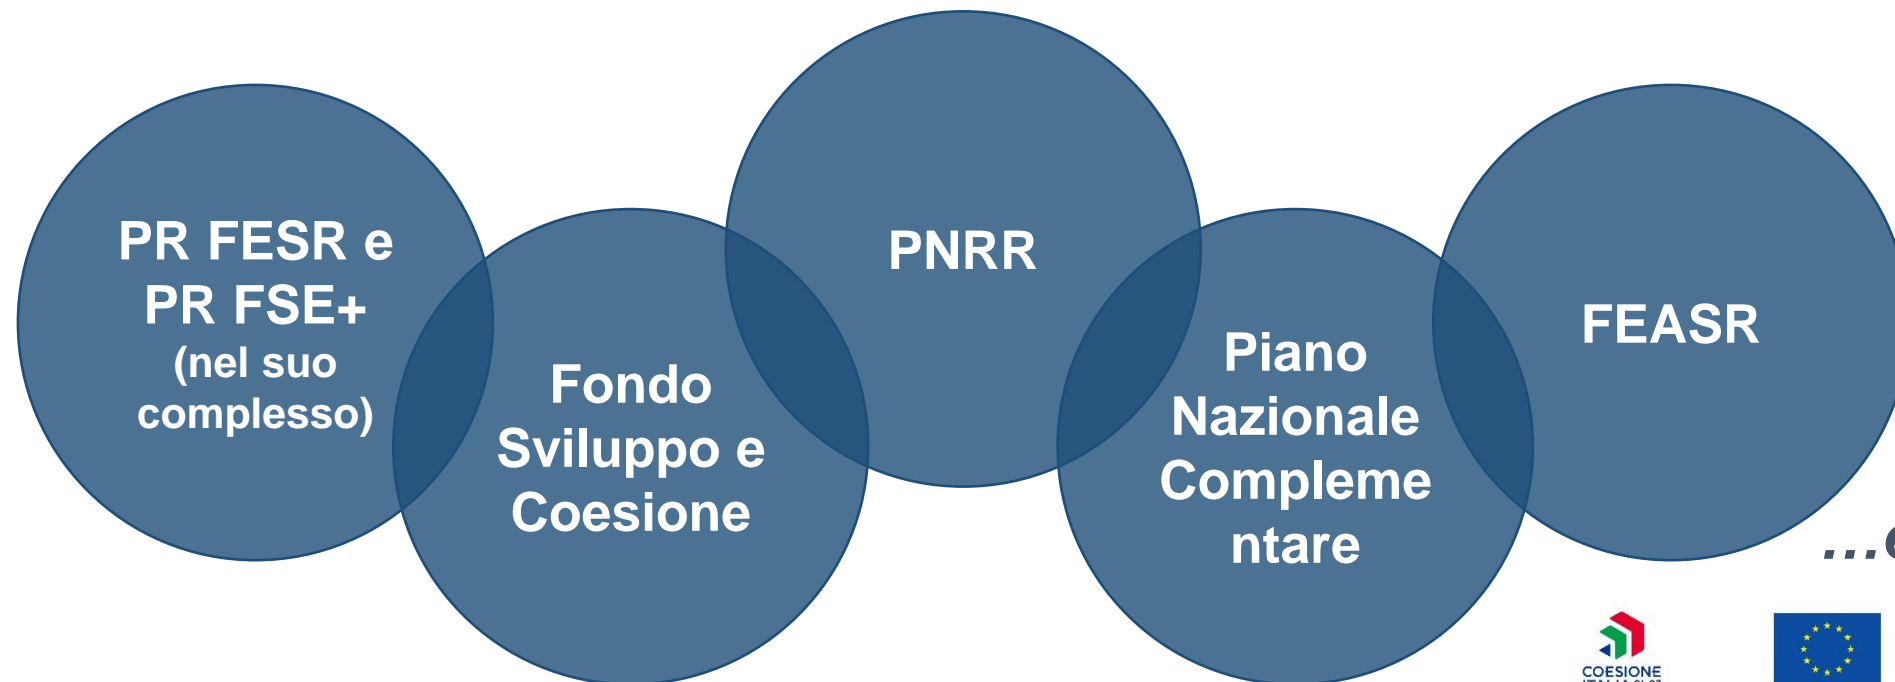 PR FESR e
PR FSE+
(nel suo
complesso)
Fondo
Sviluppo e
Coesione
PNRR
Piano
Nazionale
Compleme
ntare
FEASR
…e
COESIONE